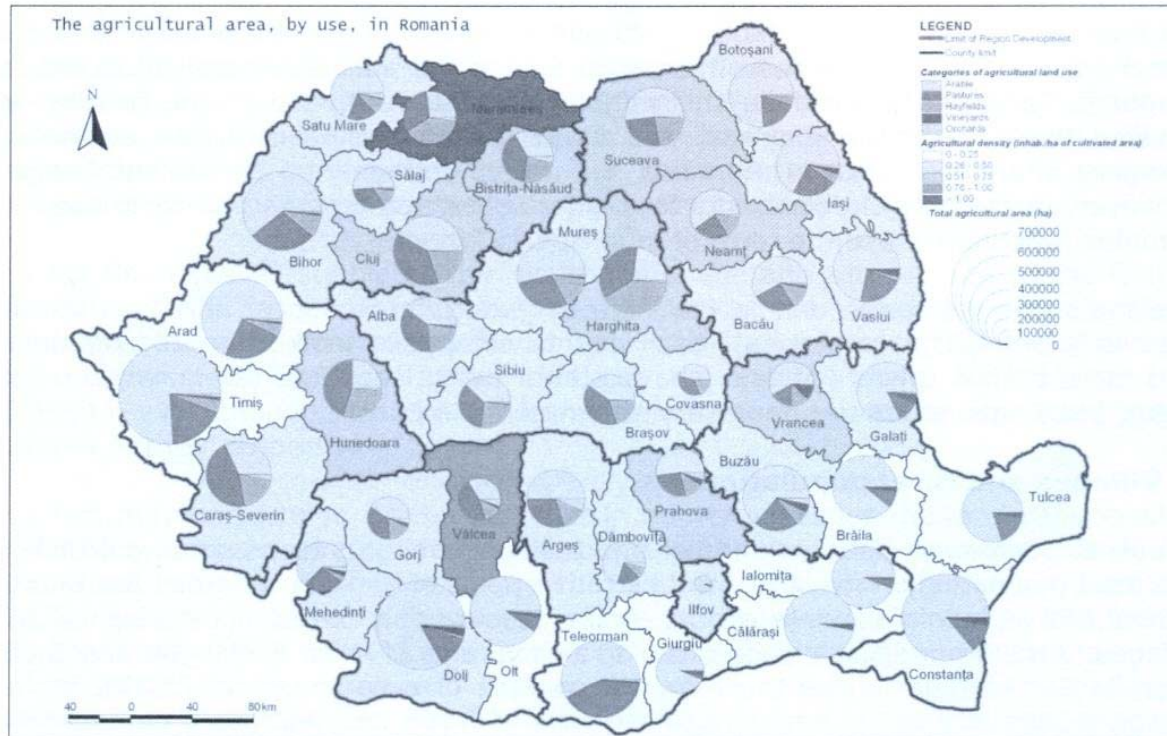 The agricultural area, by use, in Romania
LEGEND
Limit of Region Development
County limit
Categories of agricultural land use
Arable
Pastures
Hayfields
Vineyards
Orchards
Agricultural density (inhab./ha of cultivated area)
0 - 0.25
0.26 - 0.50
0.51 - 0.75
0.76 - 1.00
> 1.00
Total agricultural area (ha)
700000
600000
500000
400000
300000
200000
100000
0
N
Botoșani
Maramureș
Satu Mare
Suceava
Sălaj
Bistrița-Năsăud
Iași
Mureș
Neamț
Bihor
Cluj
Harghita
Bacău
Vaslui
Arad
Alba
Sibiu
Covasna
Timiș
Vrancea
Hunedoara
Brașov
Galați
Buzău
Caraș-Severin
Vâlcea
Prahova
Tulcea
Gorj
Argeș
Dâmbovița
Brăila
Ialomița
Mehedinți
Ilfov
Teleorman
Giurgiu
Călărași
Dolj
Olt
Constanța
40 0 40 80 km